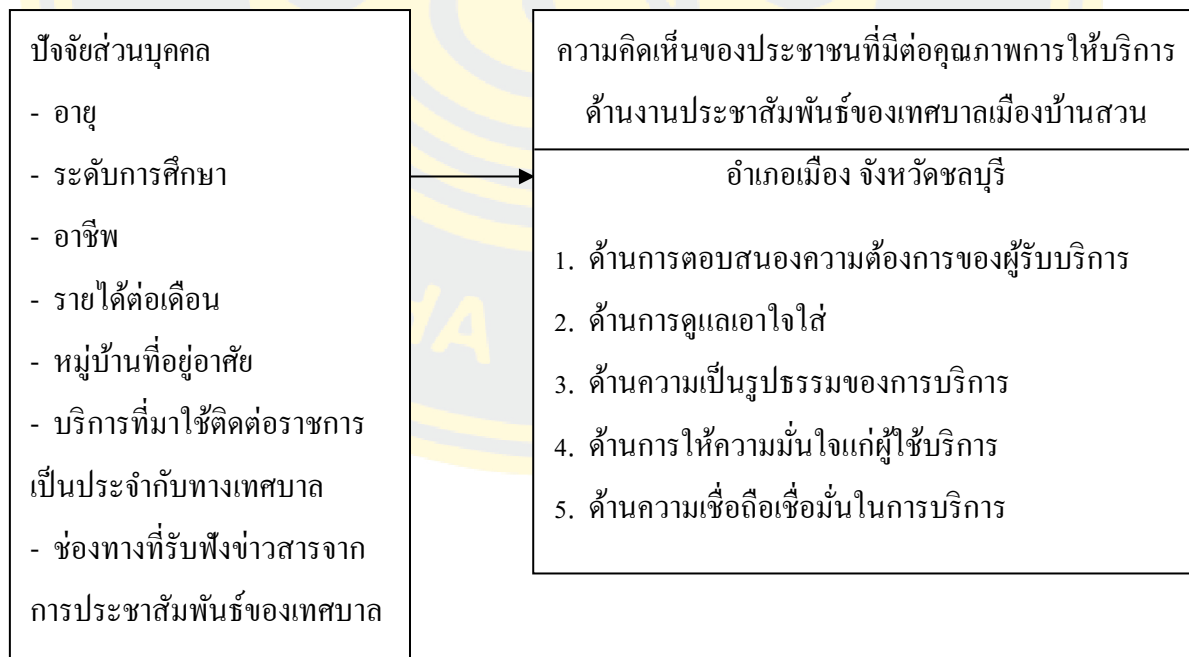 ปัจจัยส่วนบุคคล
- อายุ
- ระดับการศึกษา
- อาชีพ
- รายได้ต่อเดือน
- หมู่บ้านที่อยู่อาศัย
- บริการที่มาใช้ติดต่อราชการ
เป็นประจำกับทางเทศบาล
- ช่องทางที่รับฟังข่าวสารจาก
การประชาสัมพันธ์ของเทศบาล
ความคิดเห็นของประชาชนที่มีต่อคุณภาพการให้บริการ
ด้านงานประชาสัมพันธ์ของเทศบาลเมืองบ้านสวน
อำเภอเมือง จังหวัดชลบุรี
1. ด้านการตอบสนองความต้องการของผู้รับบริการ
2. ด้านการดูแลเอาใจใส่
3. ด้านความเป็นรูปธรรมของการบริการ
4. ด้านการให้ความมั่นใจแก่ผู้ใช้บริการ
5. ด้านความเชื่อถือเชื่อมั่นในการบริการ